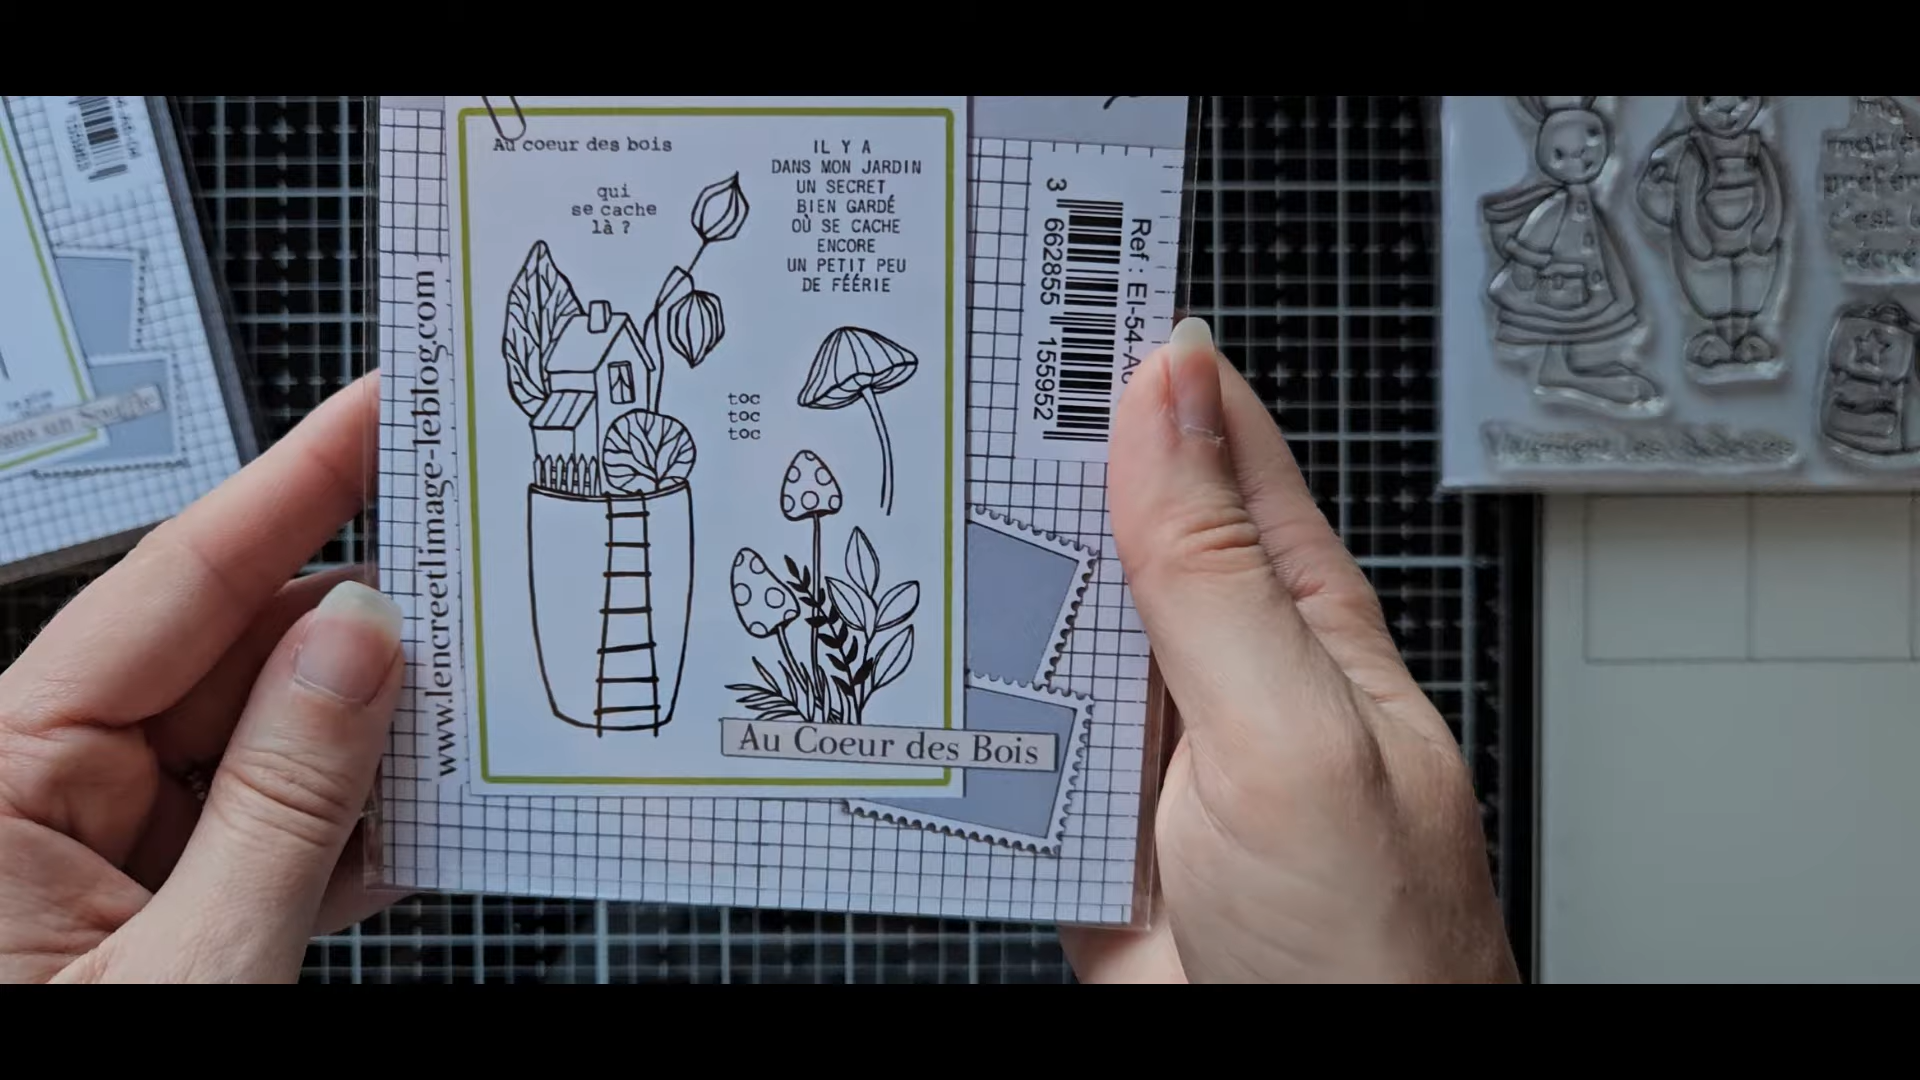 Au coeur des bois
qui
se cache
là ?
IL Y A
DANS MON JARDIN
UN SECRET
BIEN GARDÉ
OÙ SE CACHE
ENCORE
UN PETIT PEU
DE FÉÉRIE
toc
toc
toc
Au Coeur des Bois
www.lencreetlimage-leblog.com
3 662855 155952
Ref : EI-54-Au